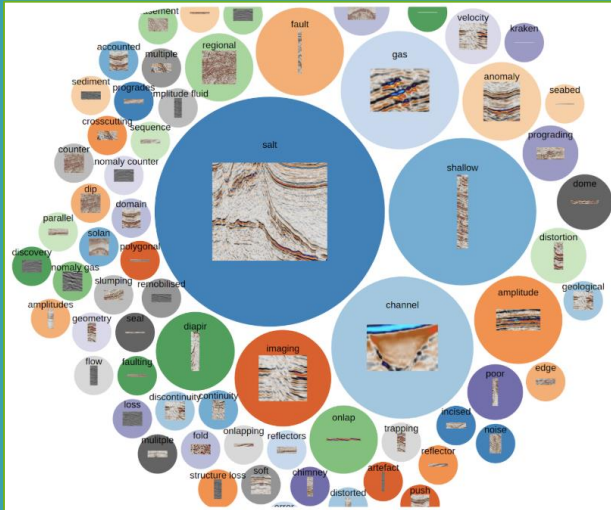 fault
velocity
kraken
accounted
multiple
regional
gas
anomaly
seabed
sediment
progrades
amplitude fluid
crosscutting
sequence
salt
shallow
prograding
counter
nomaly counter
dip
domain
dome
parallel
solan
polygonal
distortion
discovery
nomaly gas
slumping
remobilised
channel
amplitude
geological
amplitudes
geometry
seal
diapir
imaging
flow
faulting
poor
edge
loss
discontinuity
continuity
onlap
trapping
incised
noise
mulitple
fold
onlapping
reflectors
reflector
structure loss
soft
chimney
artefact
distorted
push